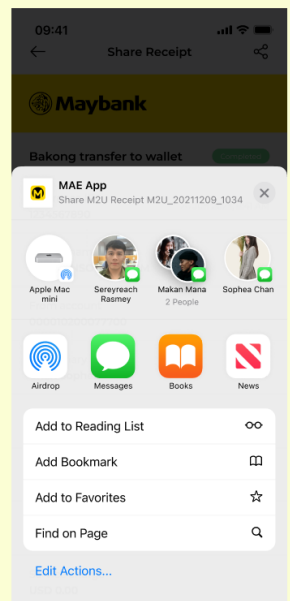 09:41
Share Receipt
Maybank
Bakong transfer to wallet
MAE App
Share M2U Receipt M2U_20211209_1034
Apple Mac mini
Sereyreach Rasmey
Makan Mana
2 People
Sophea Chan
Airdrop
Messages
Books
News
Add to Reading List
Add Bookmark
Add to Favorites
Find on Page
Edit Actions...